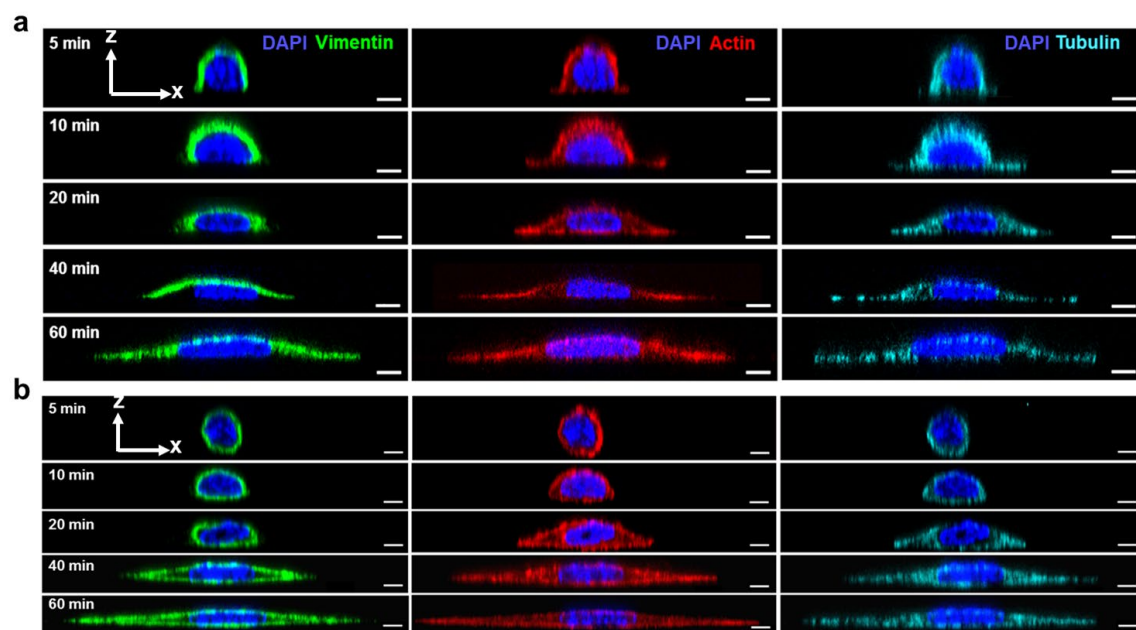 a
5 min
z
x
DAPI Vimentin
DAPI Actin
DAPI Tubulin
10 min
20 min
40 min
60 min
b
5 min
z
x
10 min
20 min
40 min
60 min